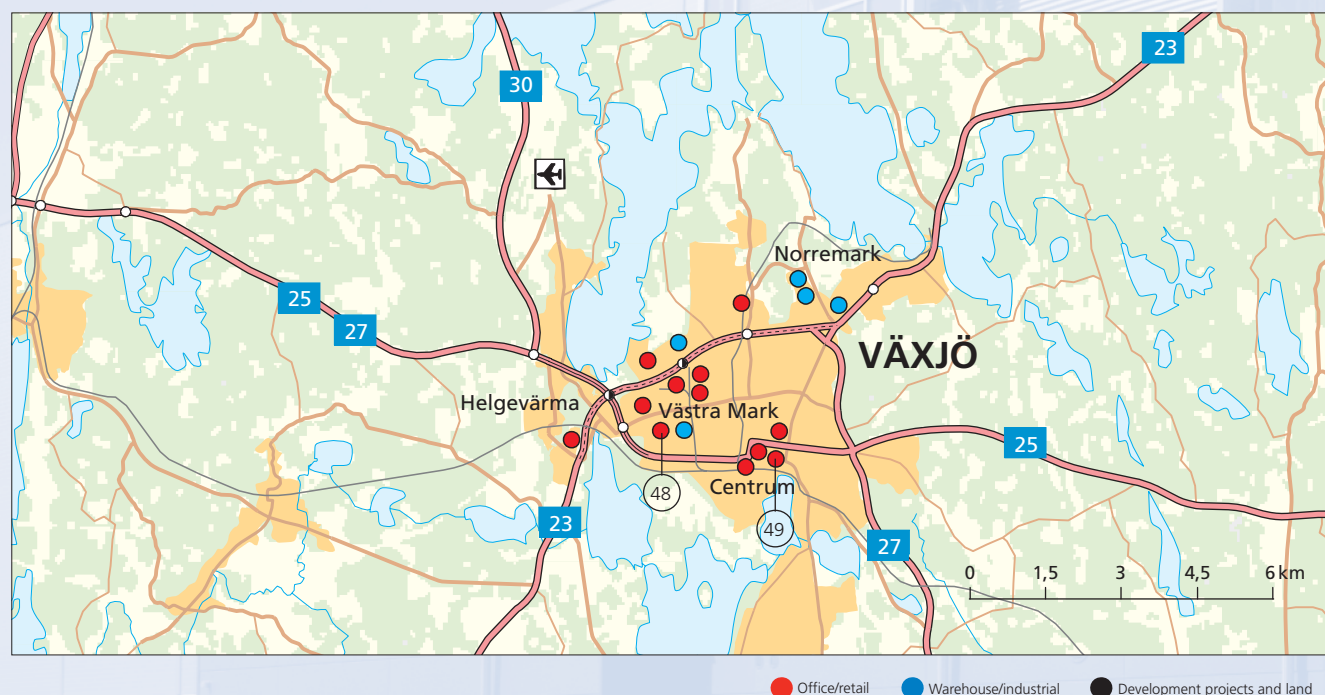 23
30
Norremark
25
27
VÄXJÖ
Helgevärma
Västra Mark
25
Centrum
48
49
23
27
0 1,5 3 4,5 6 km
Office/retail Warehouse/industrial Development projects and land